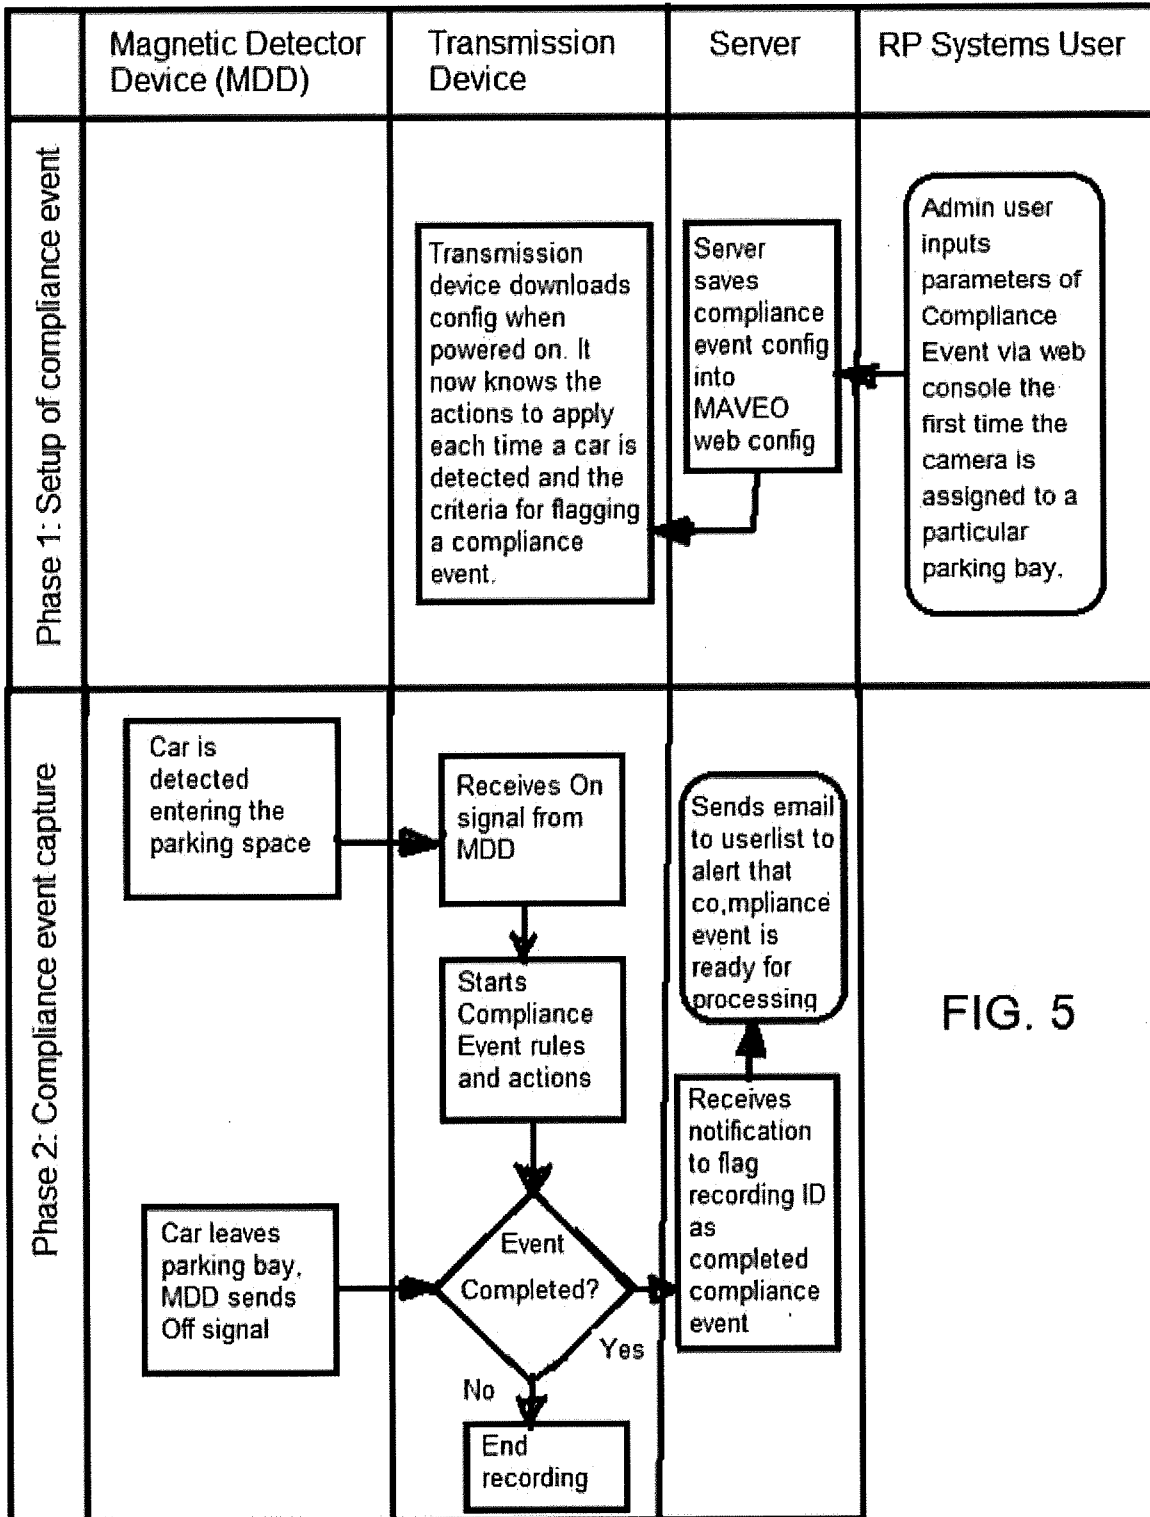 Magnetic Detector
Device (MDD)
Transmission
Device
Server
RP Systems User
Phase 1: Setup of compliance event
Transmission
device downloads
config when
powered on. It
now knows the
actions to apply
each time a car is
detected and the
criteria for flagging
a compliance
event.
Server
saves
compliance
event config
into
MAVEO
web config
Admin user
inputs
parameters of
Compliance
Event via web
console the
first time the
camera is
assigned to a
particular
parking bay.
Phase 2: Compliance event capture
Car is
detected
entering the
parking space
Receives On
signal from
MDD
Starts
Compliance
Event rules
and actions
Car leaves
parking bay,
MDD sends
Off signal
Event
Completed?
Yes
No
End
recording
Sends email
to userlist to
alert that
co,mpliance
event is
ready for
processing
Receives
notification
to flag
recording ID
as
completed
compliance
event
FIG. 5